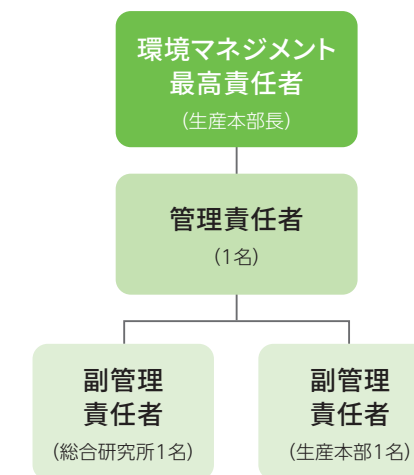 環境マネジメント
最高責任者
(生産本部長)
管理責任者
(1名)
副管理
責任者
(総合研究所1名)
副管理
責任者
(生産本部1名)